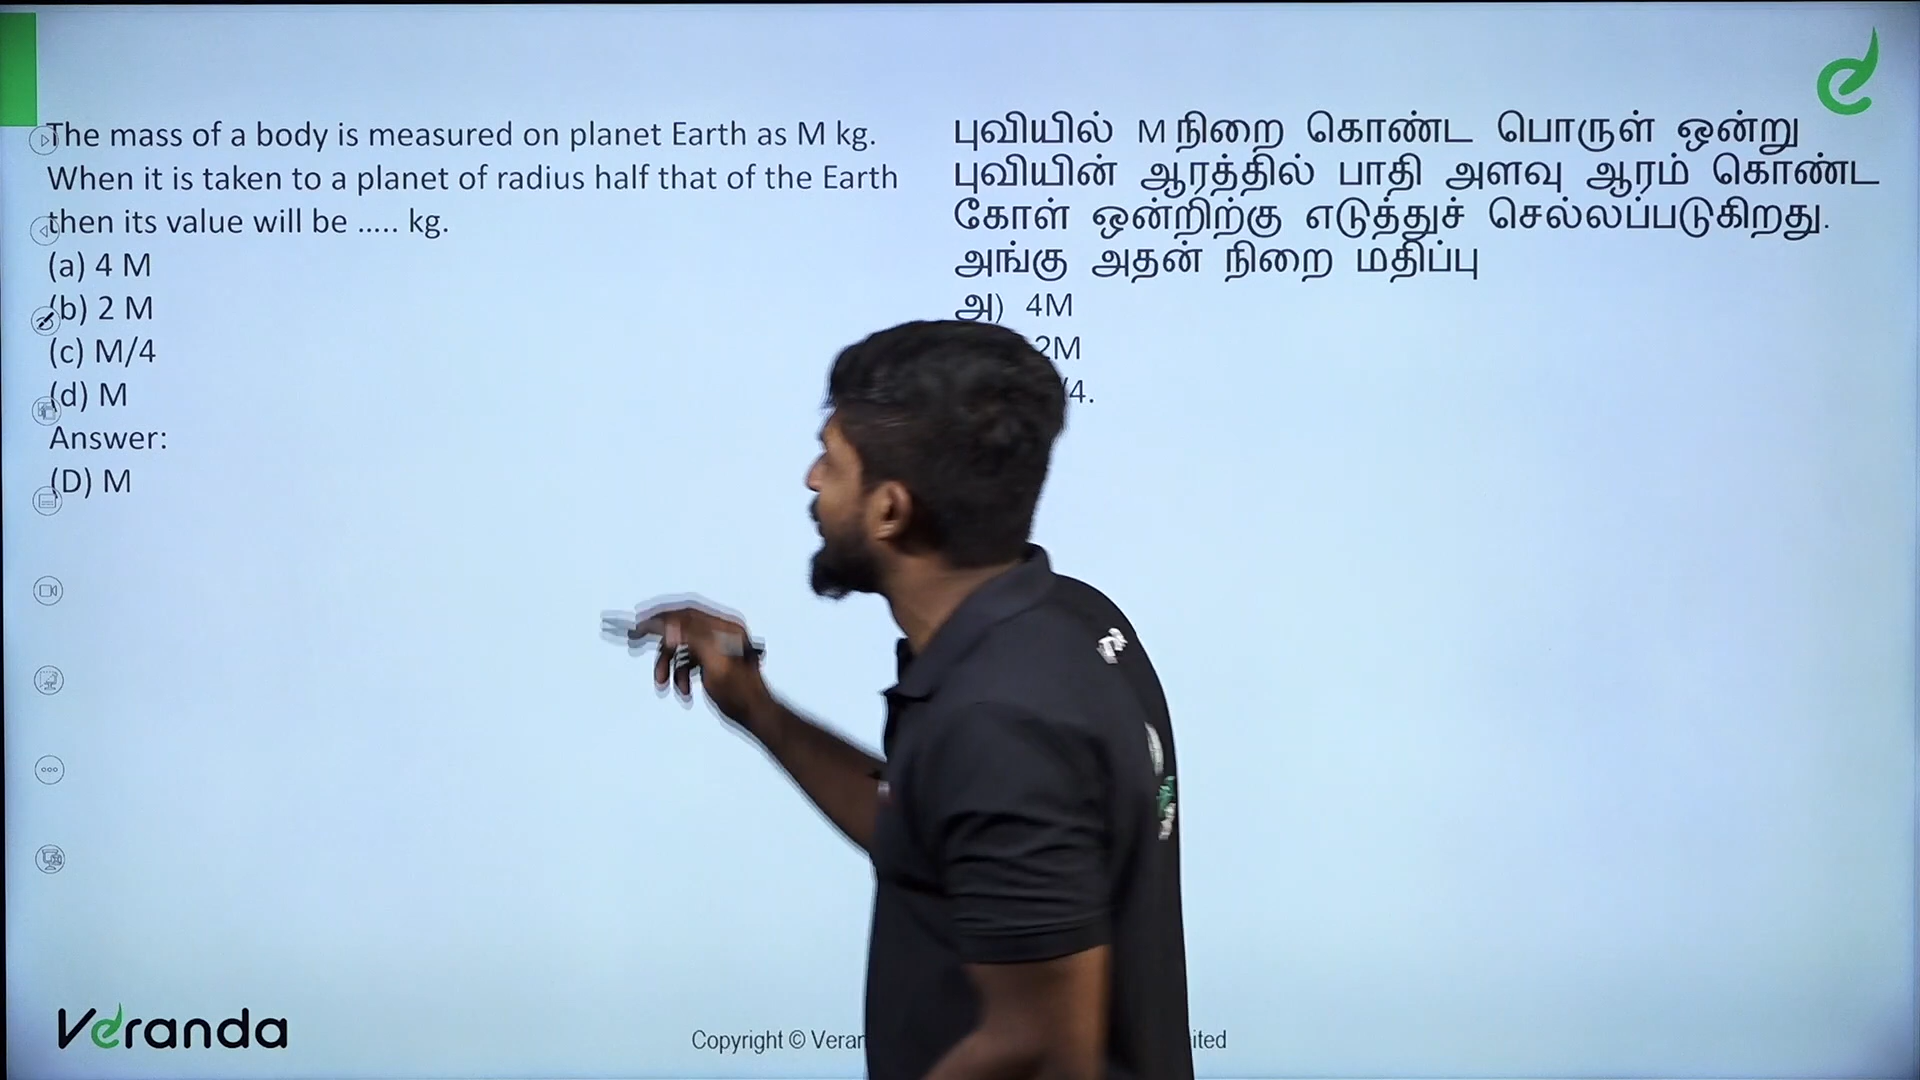 The mass of a body is measured on planet Earth as M kg.
When it is taken to a planet of radius half that of the Earth
then its value will be ..... kg.
(a) 4 M
(b) 2 M
(c) M/4
(d) M
Answer:
(D) M
புவியில் M நிறை கொண்ட பொருள் ஒன்று
புவியின் ஆரத்தில் பாதி அளவு ஆரம் கொண்ட
கோள் ஒன்றிற்கு எடுத்துச் செல்லப்படுகிறது.
அங்கு அதன் நிறை மதிப்பு
அ) 4M
2M
/4.
Veranda
Copyright ©